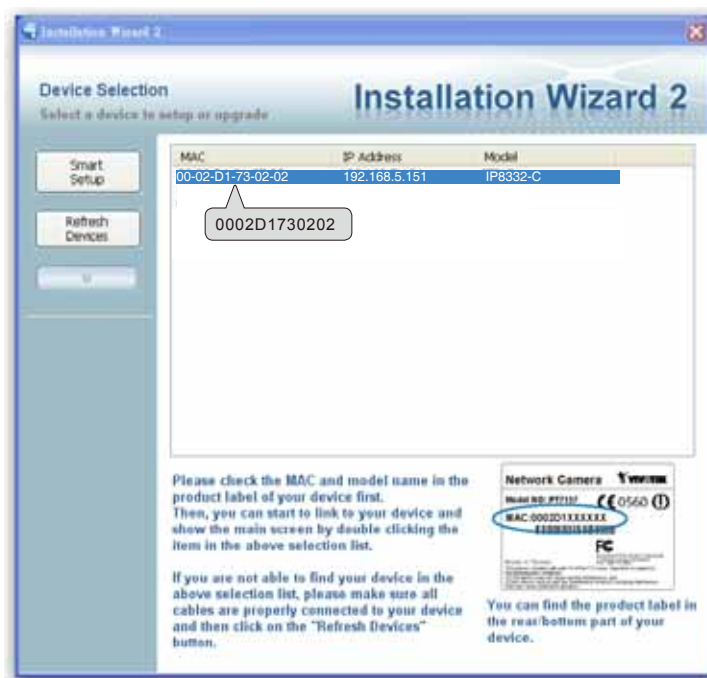 Installation Wizard 2
Device Selection
Select a device to setup or upgrade
Installation Wizard 2
Smart
Setup
Refresh
Devices
MAC IP Address Model
00-02-D1-73-02-02 192.168.5.151 IP8332-C
0002D1730202
Please check the MAC and model name in the
product label of your device first.
Then, you can start to link to your device and
show the main screen by double clicking the
item in the above selection list.
If you are not able to find your device in the
above selection list, please make sure all
cables are properly connected to your device
and then click on the "Refresh Devices"
button.
Network Camera
0560
MAC:0002D1XXXXXX
FC
You can find the product label in
the rear/bottom part of your
device.